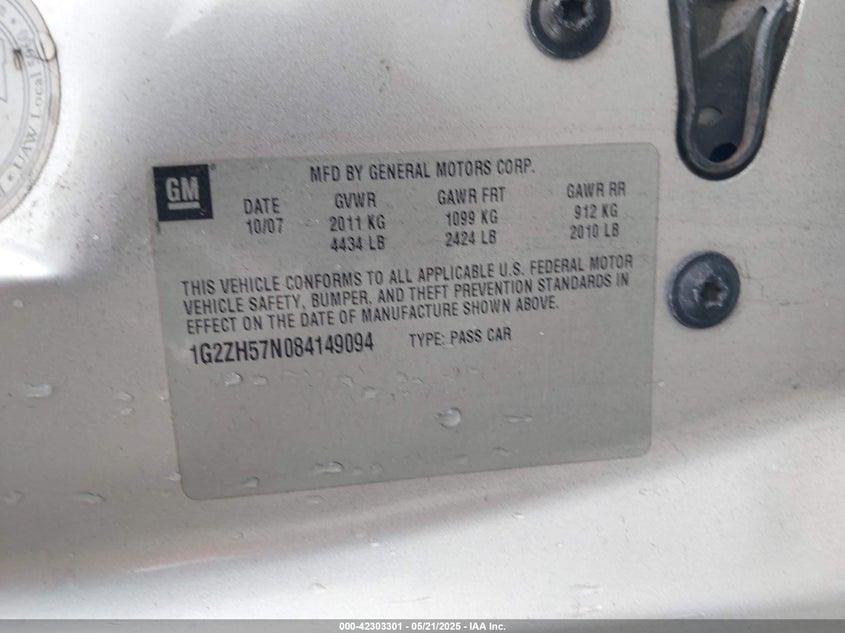 UAW Local
GM
MFD BY GENERAL MOTORS CORP.
DATE GVWR GAWR FRT GAWR RR
10/07 2011 KG 1099 KG 912 KG
4434 LB 2424 LB 2010 LB
THIS VEHICLE CONFORMS TO ALL APPLICABLE U.S. FEDERAL MOTOR
VEHICLE SAFETY, BUMPER, AND THEFT PREVENTION STANDARDS IN
EFFECT ON THE DATE OF MANUFACTURE SHOWN ABOVE.
1G2ZH57N084149094 TYPE: PASS CAR
000-42303301 — 05/21/2025 — IAA Inc.